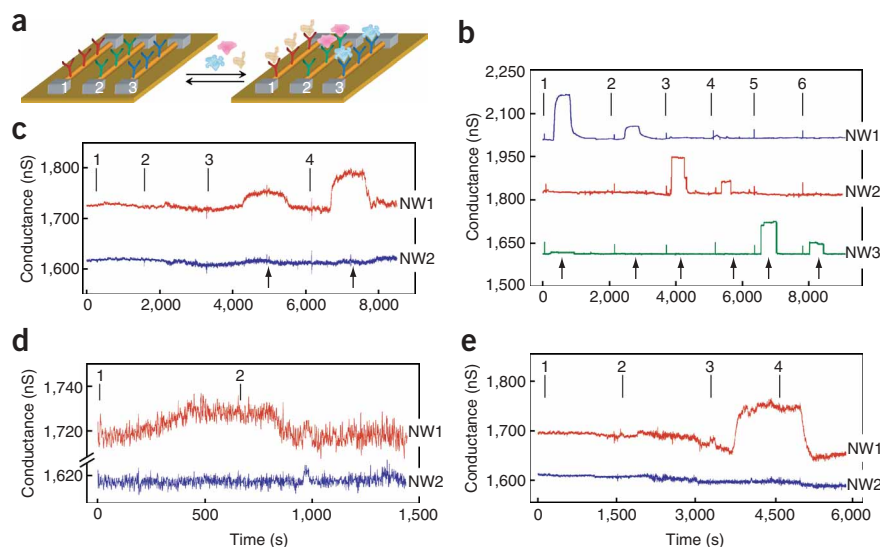 a
1 2 3
1 2 3
b
Conductance (nS)
2,250
2,100
1,950
1,800
1,650
1,500
1 2 3 4 5 6
NW1
NW2
NW3
0 2,000 4,000 6,000 8,000
c
Conductance (nS)
1,800
1,700
1,600
1 2 3 4
NW1
NW2
0 2,000 4,000 6,000 8,000
d
Conductance (nS)
1,740
1,720
1,620
1 2
NW1
NW2
0 500 1,000 1,500
Time (s)
e
Conductance (nS)
1,800
1,700
1,600
1 2 3 4
NW1
NW2
0 1,500 3,000 4,500 6,000
Time (s)